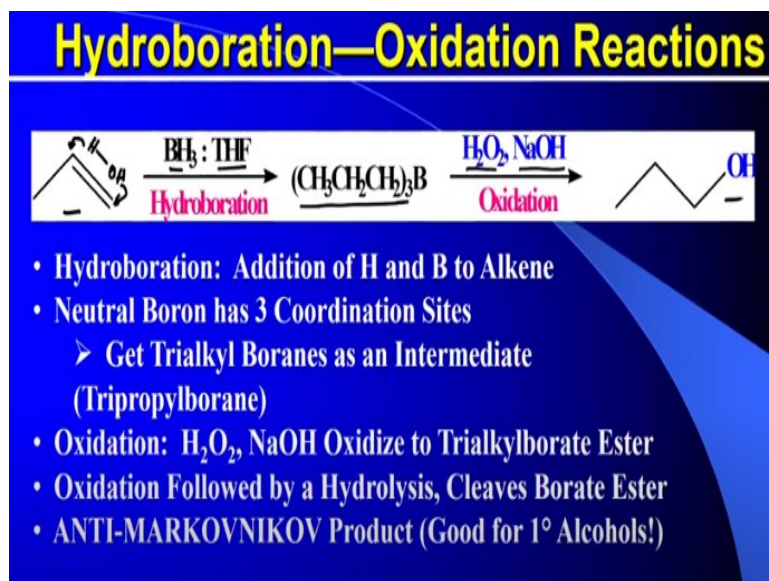 Hydroboration—Oxidation Reactions
BH₃ : THF
H₂O₂, NaOH
H
OH
(CH₃CH₂CH₂)₃B
OH
Hydroboration
Oxidation
• Hydroboration: Addition of H and B to Alkene
• Neutral Boron has 3 Coordination Sites
➢ Get Trialkyl Boranes as an Intermediate
(Tripropylborane)
• Oxidation: H₂O₂, NaOH Oxidize to Trialkylborate Ester
• Oxidation Followed by a Hydrolysis, Cleaves Borate Ester
• ANTI-MARKOVNIKOV Product (Good for 1° Alcohols!)